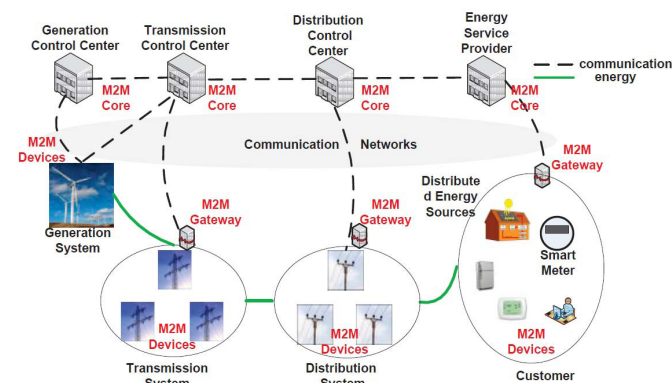 Generation
Control Center
Transmission
Control Center
Distribution
Control
Center
Energy
Service
Provider
communication
energy
M2M
Core
M2M
Core
M2M
Core
M2M
Core
M2M
Devices
Communication Networks
M2M
Gateway
Generation
System
M2M
Gateway
M2M
Gateway
Distribute
d Energy
Sources
Smart
Meter
M2M
Devices
M2M
Devices
M2M
Devices
Transmission
System
Distribution
System
Customer